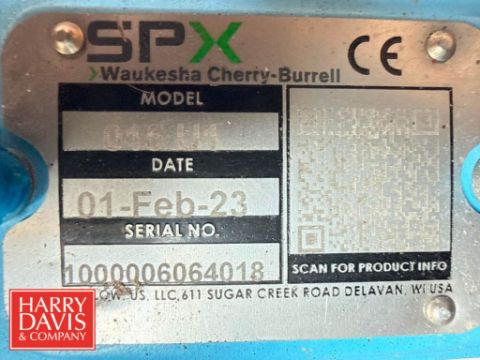 SPX
Waukesha Cherry-Burrell
CE
MODEL
DATE
01-Feb-23
SERIAL NO.
1000006064018
SCAN FOR PRODUCT INFO
LOW US, LLC, 611 SUGAR CREEK ROAD DELAVAN, WI USA
HARRY
DAVIS
& COMPANY